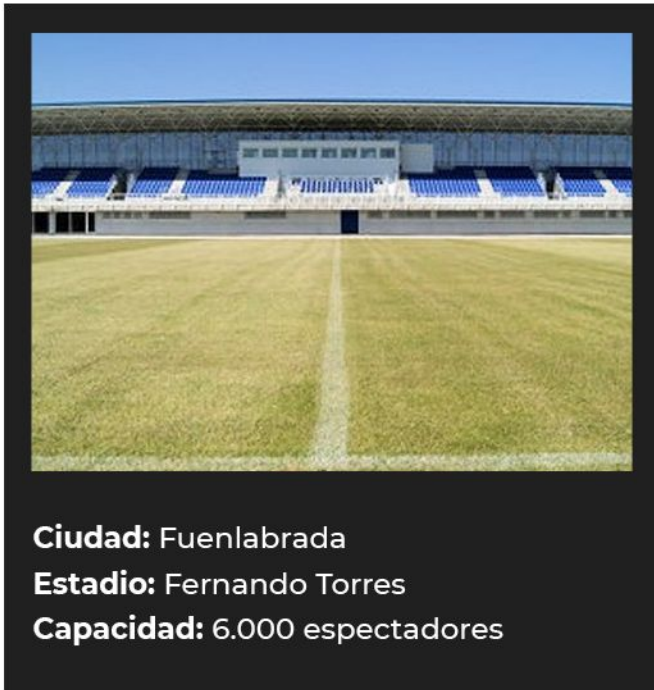 Ciudad: Fuenlabrada
Estadio: Fernando Torres
Capacidad: 6.000 espectadores